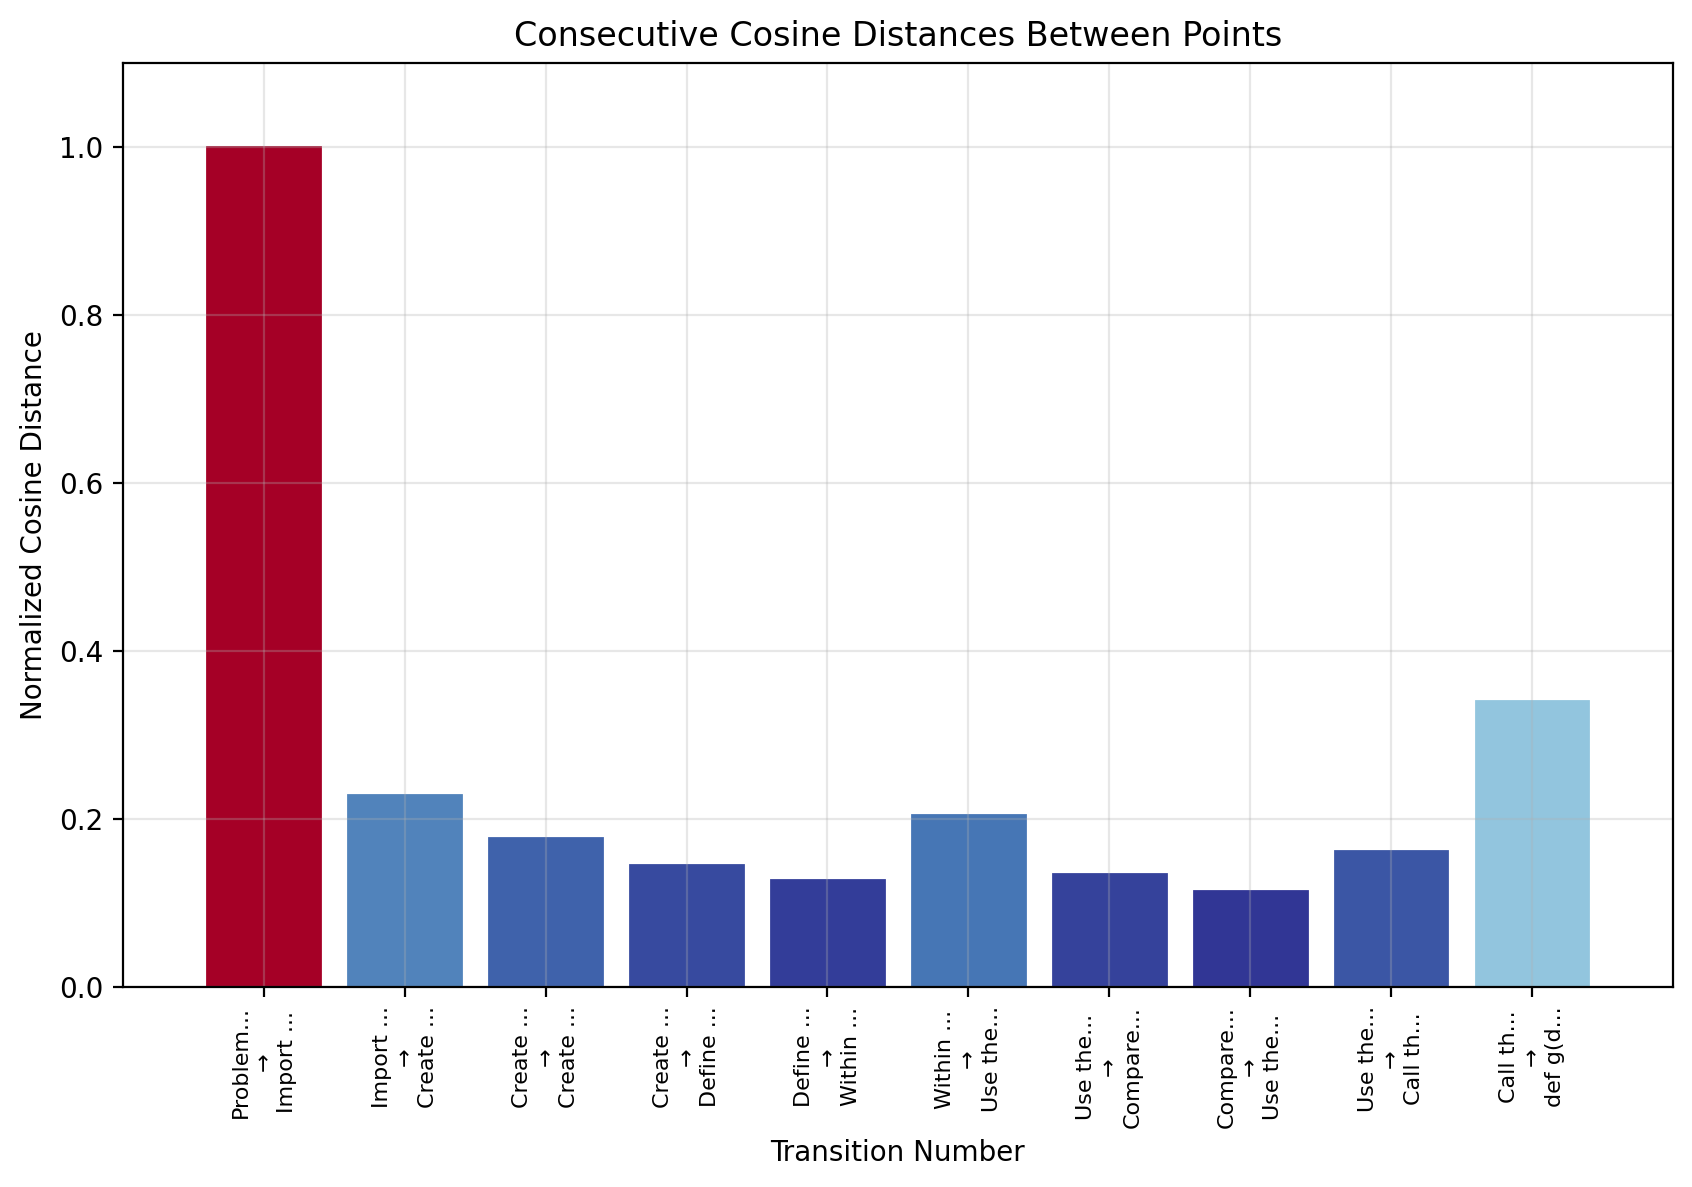 Consecutive Cosine Distances Between Points
Normalized Cosine Distance
1.0
0.8
0.6
0.4
0.2
0.0
Problem...
→
Import ...
Import ...
→
Create ...
Create ...
→
Create ...
Create ...
→
Define ...
Define ...
→
Within ...
Within ...
→
Use the...
Use the...
→
Compare...
Compare...
→
Use the...
Use the...
→
Call th...
Call th...
→
def g(d...
Transition Number